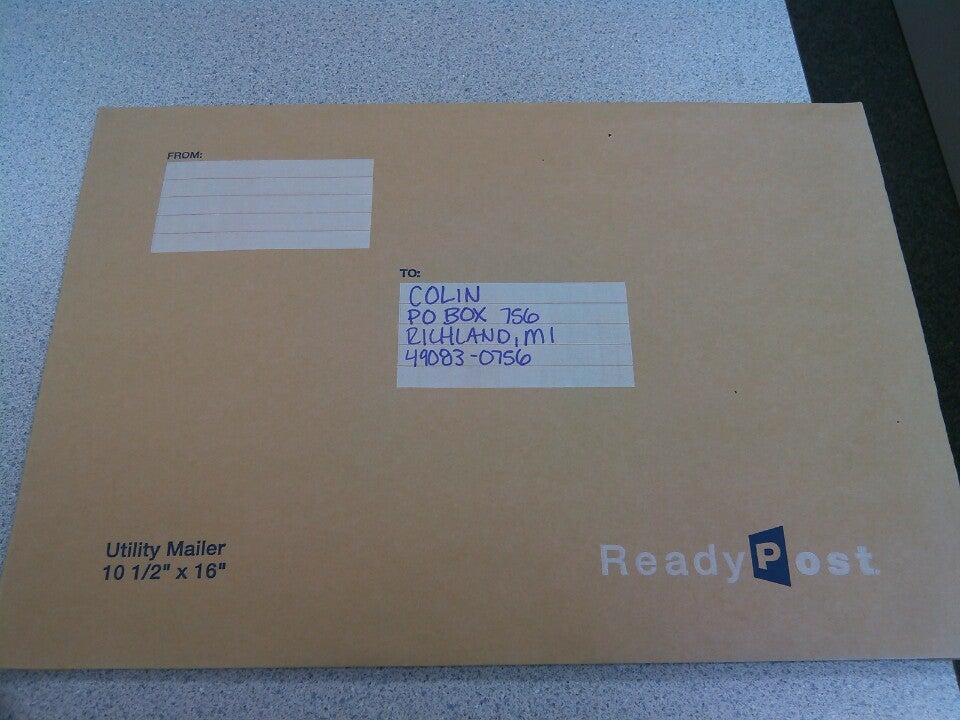 FROM:
TO:
COLIN
PO BOX 756
RICHLAND, MI
49083-0756
Utility Mailer
10 1/2" x 16"
ReadyPost